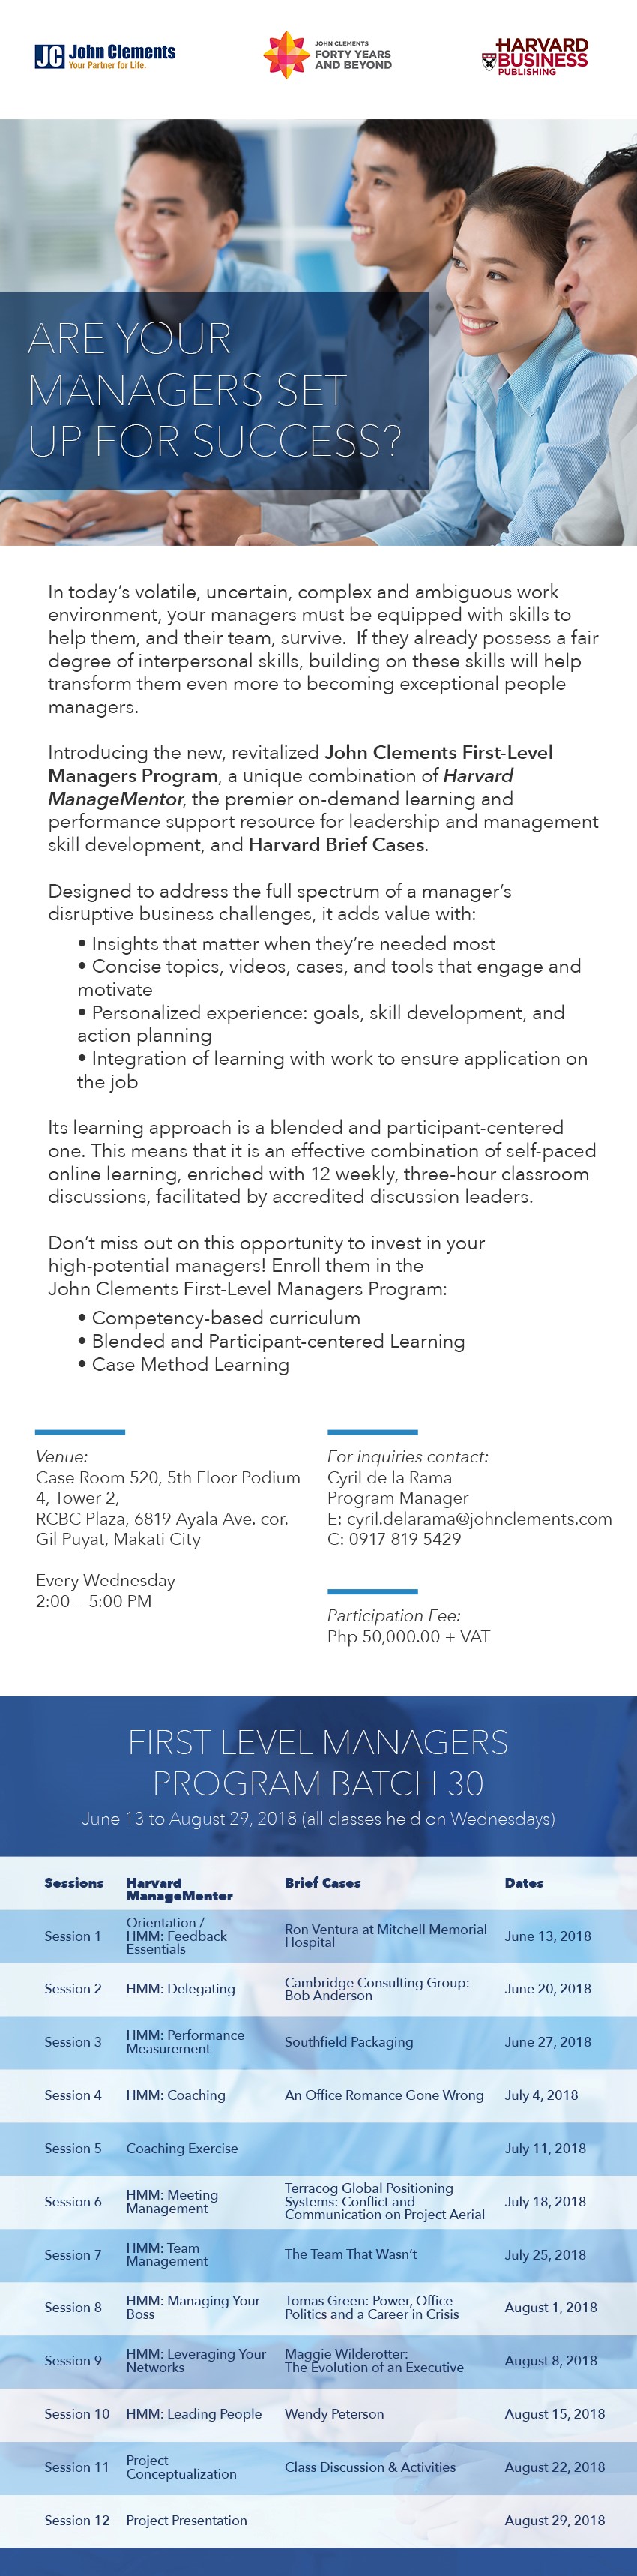 JC John Clements
Your Partner for Life.
JOHN CLEMENTS
FORTY YEARS
AND BEYOND
HARVARD
BUSINESS
PUBLISHING
ARE YOUR
MANAGERS SET
UP FOR SUCCESS?
In today's volatile, uncertain, complex and ambiguous work
environment, your managers must be equipped with skills to
help them, and their team, survive.  If they already possess a fair
degree of interpersonal skills, building on these skills will help
transform them even more to becoming exceptional people
managers.
Introducing the new, revitalized John Clements First-Level
Managers Program, a unique combination of Harvard
ManageMentor, the premier on-demand learning and
performance support resource for leadership and management
skill development, and Harvard Brief Cases.
Designed to address the full spectrum of a manager's
disruptive business challenges, it adds value with:
• Insights that matter when they're needed most
• Concise topics, videos, cases, and tools that engage and
motivate
• Personalized experience: goals, skill development, and
action planning
• Integration of learning with work to ensure application on
the job
Its learning approach is a blended and participant-centered
one. This means that it is an effective combination of self-paced
online learning, enriched with 12 weekly, three-hour classroom
discussions, facilitated by accredited discussion leaders.
Don't miss out on this opportunity to invest in your
high-potential managers! Enroll them in the
John Clements First-Level Managers Program:
• Competency-based curriculum
• Blended and Participant-centered Learning
• Case Method Learning
Venue:
Case Room 520, 5th Floor Podium
4, Tower 2,
RCBC Plaza, 6819 Ayala Ave. cor.
Gil Puyat, Makati City
Every Wednesday
2:00 -  5:00 PM
For inquiries contact:
Cyril de la Rama
Program Manager
E: cyril.delarama@johnclements.com
C: 0917 819 5429
Participation Fee:
Php 50,000.00 + VAT
FIRST LEVEL MANAGERS
PROGRAM BATCH 30
June 13 to August 29, 2018 (all classes held on Wednesdays)
Sessions Harvard ManageMentor Brief Cases Dates
Session 1 Orientation / HMM: Feedback Essentials Ron Ventura at Mitchell Memorial Hospital June 13, 2018
Session 2 HMM: Delegating Cambridge Consulting Group: Bob Anderson June 20, 2018
Session 3 HMM: Performance Measurement Southfield Packaging June 27, 2018
Session 4 HMM: Coaching An Office Romance Gone Wrong July 4, 2018
Session 5 Coaching Exercise July 11, 2018
Session 6 HMM: Meeting Management Terracog Global Positioning Systems: Conflict and Communication on Project Aerial July 18, 2018
Session 7 HMM: Team Management The Team That Wasn't July 25, 2018
Session 8 HMM: Managing Your Boss Tomas Green: Power, Office Politics and a Career in Crisis August 1, 2018
Session 9 HMM: Leveraging Your Networks Maggie Wilderotter: The Evolution of an Executive August 8, 2018
Session 10 HMM: Leading People Wendy Peterson August 15, 2018
Session 11 Project Conceptualization Class Discussion & Activities August 22, 2018
Session 12 Project Presentation August 29, 2018